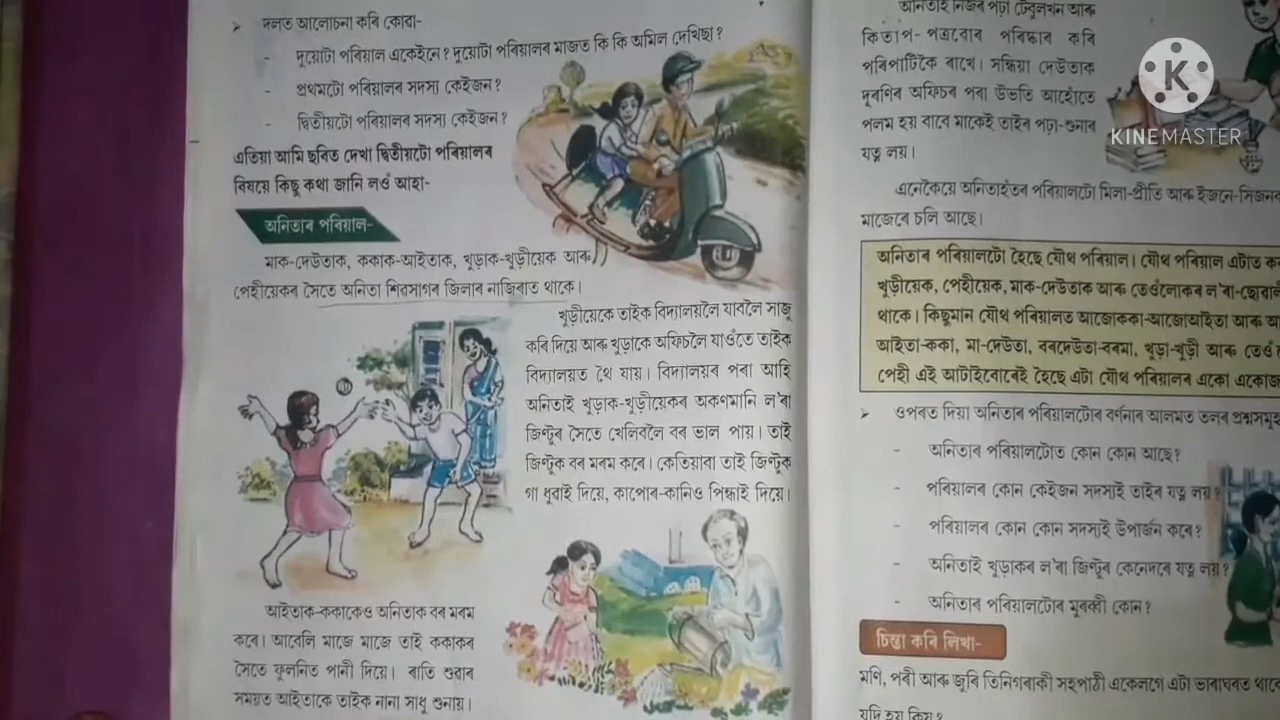 ➢ দলত আলোচনা কৰি কোৱা-
- দুয়োটা পৰিয়াল একেইনে? দুয়োটা পৰিয়ালৰ মাজত কি কি অমিল দেখিছা?
- প্ৰথমটো পৰিয়ালৰ সদস্য কেইজন?
- দ্বিতীয়টো পৰিয়ালৰ সদস্য কেইজন?
এতিয়া আমি ছবিত দেখা দ্বিতীয়টো পৰিয়ালৰ
বিষয়ে কিছু কথা জানি লওঁ আহা-
অনিতাৰ পৰিয়াল-
মাক-দেউতাক, ককাক-আইতাক, খুড়াক-খুড়ীয়েক আৰু
পেহীয়েকৰ সৈতে অনিতা শিৱসাগৰ জিলাৰ নাজিৰাত থাকে।
খুড়ীয়েকে তাইক বিদ্যালয়লৈ যাবলৈ সাজু
কৰি দিয়ে আৰু খুড়াকে অফিচলৈ যাওঁতে তাইক
বিদ্যালয়ত থৈ যায়। বিদ্যালয়ৰ পৰা আহি
অনিতাই খুড়াক-খুড়ীয়েকৰ অকণমানি ল'ৰা
জিণ্টুৰ সৈতে খেলিবলৈ বৰ ভাল পায়। তাই
জিণ্টুক বৰ মৰম কৰে। কেতিয়াবা তাই জিণ্টুক
গা ধুৱাই দিয়ে, কাপোৰ-কানিও পিন্ধাই দিয়ে।
আইতাক-ককাকেও অনিতাক বৰ মৰম
কৰে। আবেলি মাজে মাজে তাই ককাকৰ
সৈতে ফুলনিত পানী দিয়ে। ৰাতি শুৱাৰ
সময়ত আইতাকে তাইক নানা সাধু শুনায়।
অনিতাই নিজৰ পঢ়া টেবুলখন আৰু
কিতাপ-পত্ৰবোৰ পৰিষ্কাৰ কৰি
পৰিপাটিকৈ ৰাখে। সন্ধিয়া দেউতাক
দূৰণিৰ অফিচৰ পৰা উভতি আহোঁতে
পলম হয় বাবে মাকেই তাইৰ পঢ়া-শুনাৰ
যত্ন লয়।
এনেকৈয়ে অনিতাহঁতৰ পৰিয়ালটো মিলা-প্ৰীতি আৰু ইজনে-সিজনৰ
মাজেৰে চলি আছে।
অনিতাৰ পৰিয়ালটো হৈছে যৌথ পৰিয়াল। যৌথ পৰিয়াল এটাত
খুড়ীয়েক, পেহীয়েক, মাক-দেউতাক আৰু তেওঁলোকৰ
থাকে। কিছুমান যৌথ পৰিয়ালত আজোককা-আজোআইতা আৰু
আইতা-ককা, মা-দেউতা, বৰদেউতা-বৰমা, খুড়া-খুড়ী আৰু
পেহী এই আটাইবোৰেই হৈছে এটা যৌথ পৰিয়ালৰ একো
➢ ওপৰত দিয়া অনিতাৰ পৰিয়ালটোৰ বৰ্ণনাৰ আলমত তলৰ প্ৰশ্নসমূহ
- অনিতাৰ পৰিয়ালটোত কোন কোন আছে?
- পৰিয়ালৰ কোন কেইজন সদস্যই তাইৰ যত্ন লয়?
- পৰিয়ালৰ কোন কোন সদস্যই উপাৰ্জন কৰে?
- অনিতাই খুড়াকৰ ল'ৰা জিণ্টুৰ কেনেদৰে যত্ন লয়?
- অনিতাৰ পৰিয়ালটোৰ মুৰব্বী কোন?
চিন্তা কৰি লিখা-
মণি, পৰী আৰু জুৰি তিনিগৰাকী সহপাঠী একেলগে এটা ভাৰাঘৰত
যদি হয় কিয়?
KINEMASTER